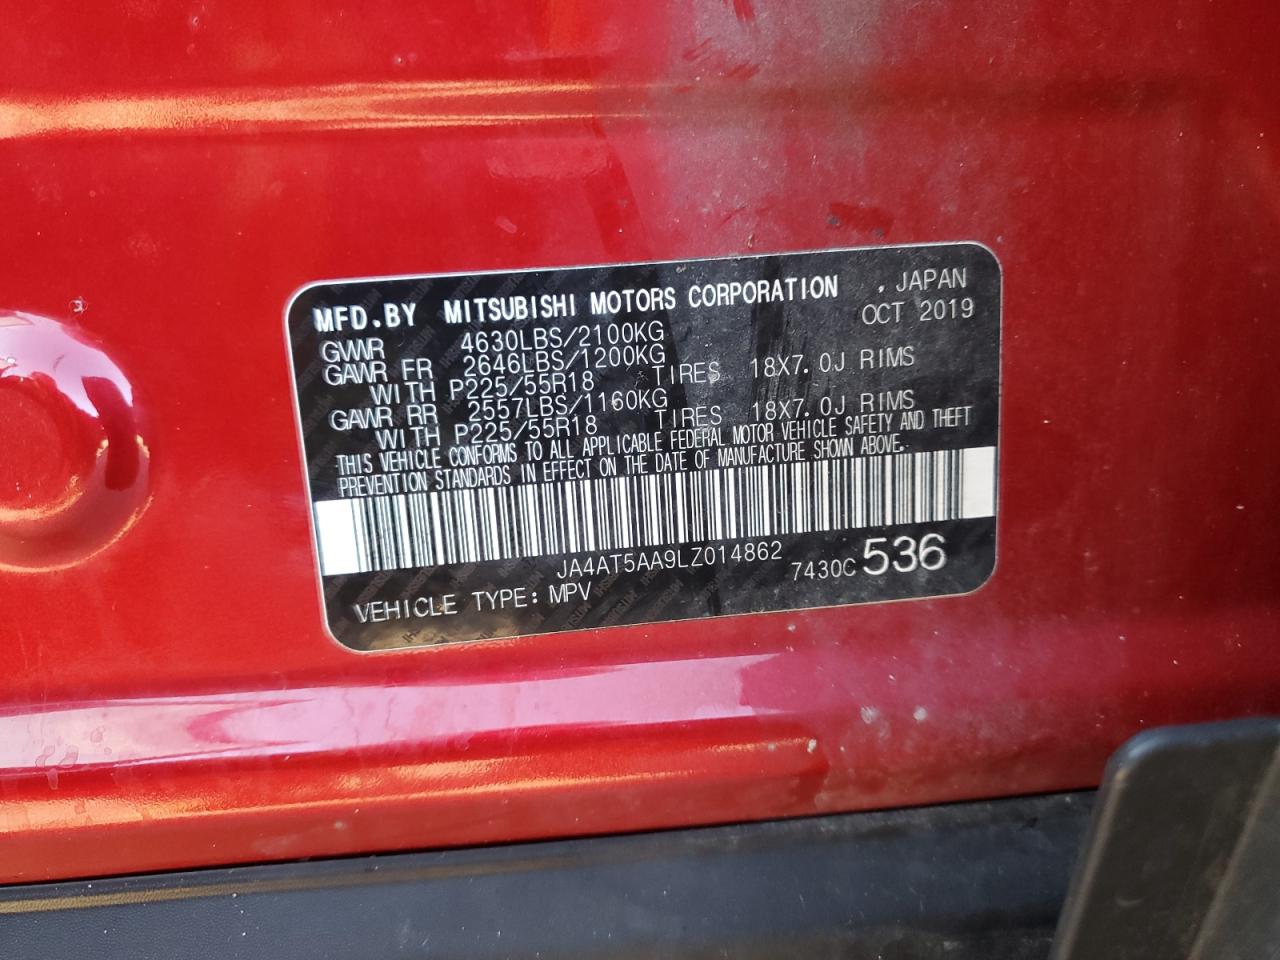 MFD.BY MITSUBISHI MOTORS CORPORATION , JAPAN
OCT 2019
GVWR 4630LBS/2100KG
GAWR FR 2646LBS/1200KG
WITH P225/55R18 TIRES 18X7.0J RIMS
GAWR RR 2557LBS/1160KG
WITH P225/55R18 TIRES 18X7.0J RIMS
THIS VEHICLE CONFORMS TO ALL APPLICABLE FEDERAL MOTOR VEHICLE SAFETY AND THEFT
PREVENTION STANDARDS IN EFFECT ON THE DATE OF MANUFACTURE SHOWN ABOVE.
JA4AT5AA9LZ014862 7430C 536
VEHICLE TYPE: MPV